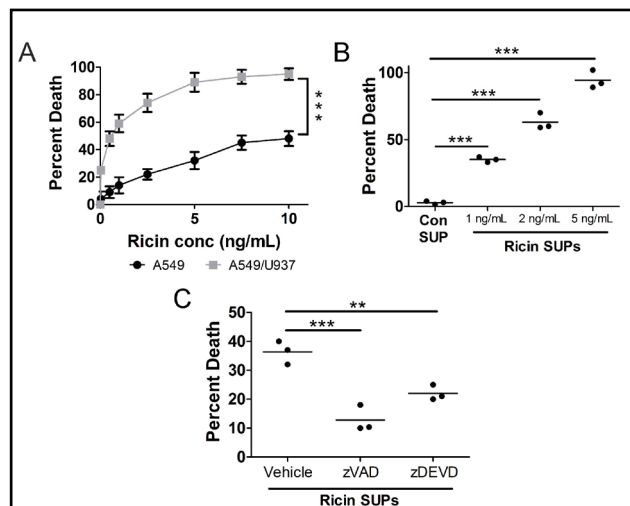 A
Percent Death
100
80
60
40
20
0
***
0
5
10
Ricin conc (ng/mL)
A549
A549/U937
B
Percent Death
100
50
0
***
***
***
Con
SUP
1 ng/mL
2 ng/mL
5 ng/mL
Ricin SUPs
C
Percent Death
50
40
30
20
10
0
**
***
Vehicle
zVAD
zDEVD
Ricin SUPs